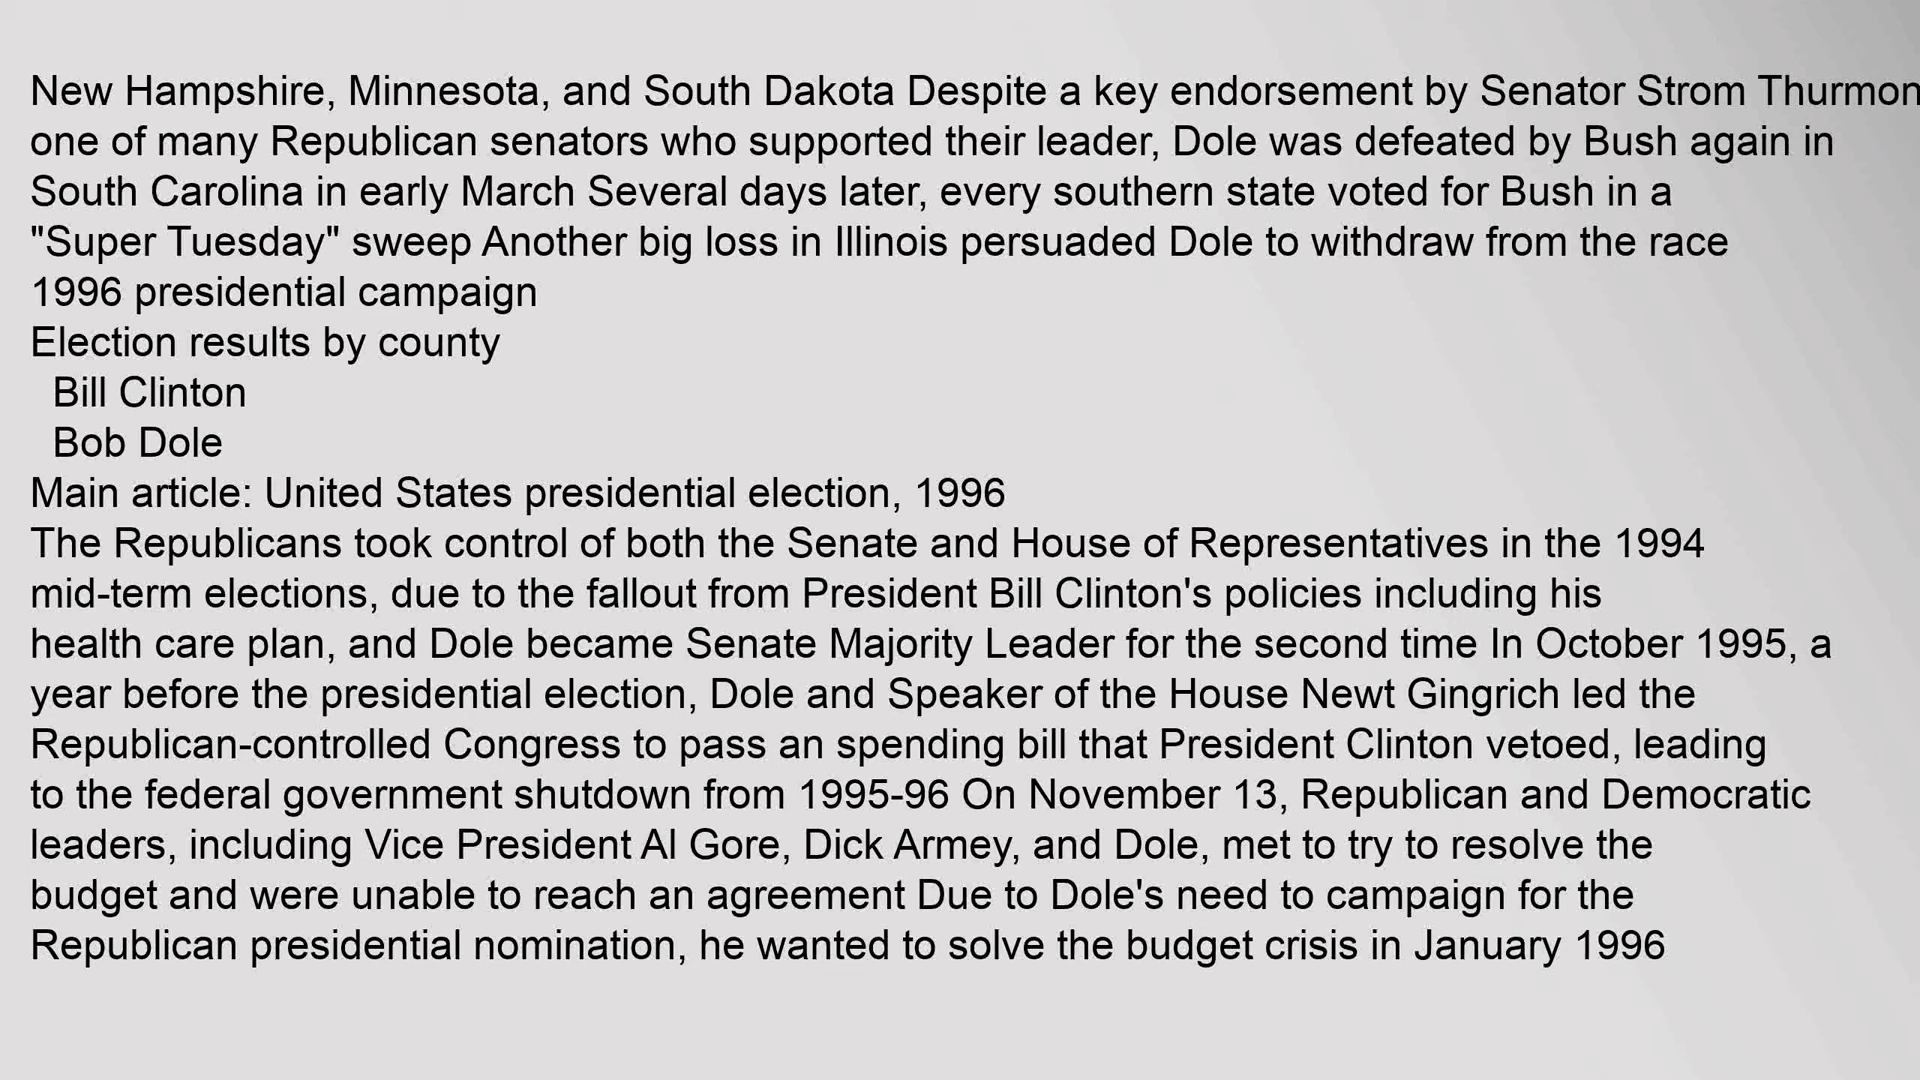 New Hampshire, Minnesota, and South Dakota Despite a key endorsement by Senator Strom Thurmon
one of many Republican senators who supported their leader, Dole was defeated by Bush again in
South Carolina in early March Several days later, every southern state voted for Bush in a
"Super Tuesday" sweep Another big loss in Illinois persuaded Dole to withdraw from the race
1996 presidential campaign
Election results by county
Bill Clinton
Bob Dole
Main article: United States presidential election, 1996
The Republicans took control of both the Senate and House of Representatives in the 1994
mid-term elections, due to the fallout from President Bill Clinton's policies including his
health care plan, and Dole became Senate Majority Leader for the second time In October 1995, a
year before the presidential election, Dole and Speaker of the House Newt Gingrich led the
Republican-controlled Congress to pass an spending bill that President Clinton vetoed, leading
to the federal government shutdown from 1995-96 On November 13, Republican and Democratic
leaders, including Vice President Al Gore, Dick Armey, and Dole, met to try to resolve the
budget and were unable to reach an agreement Due to Dole's need to campaign for the
Republican presidential nomination, he wanted to solve the budget crisis in January 1996